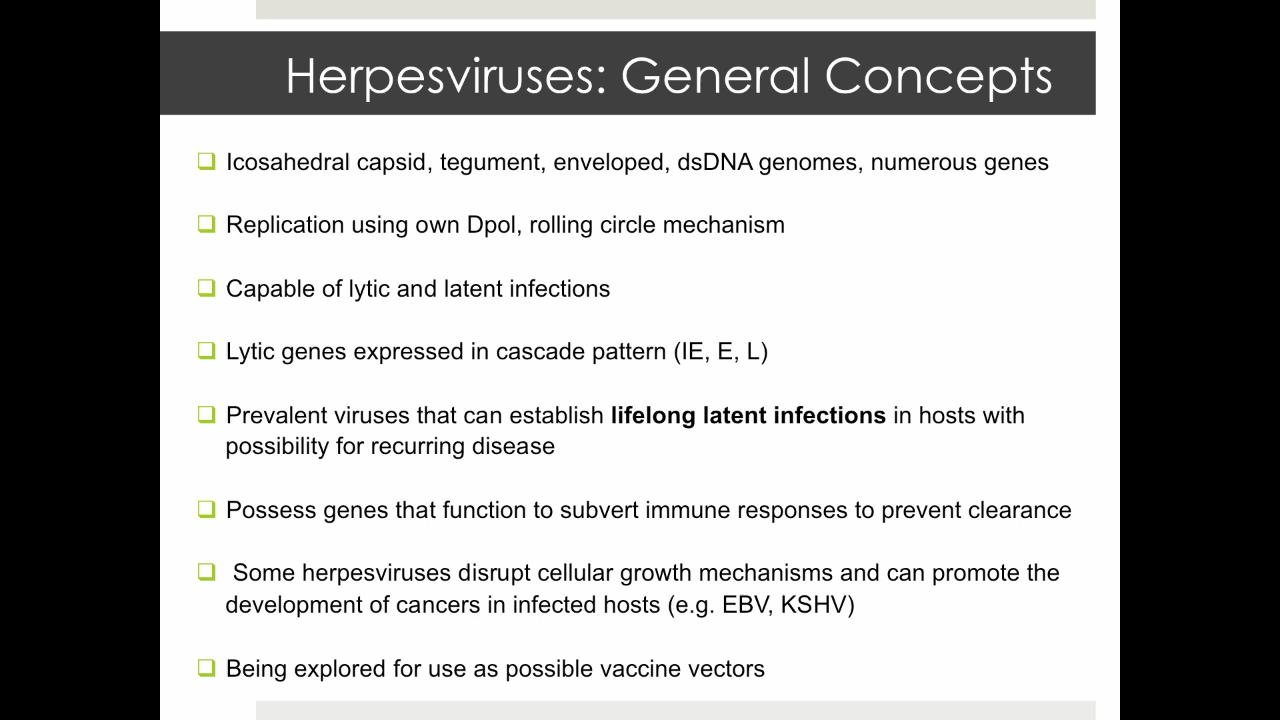 Herpesviruses: General Concepts
Icosahedral capsid, tegument, enveloped, dsDNA genomes, numerous genes
Replication using own Dpol, rolling circle mechanism
Capable of lytic and latent infections
Lytic genes expressed in cascade pattern (IE, E, L)
Prevalent viruses that can establish lifelong latent infections in hosts with
possibility for recurring disease
Possess genes that function to subvert immune responses to prevent clearance
Some herpesviruses disrupt cellular growth mechanisms and can promote the
development of cancers in infected hosts (e.g. EBV, KSHV)
Being explored for use as possible vaccine vectors